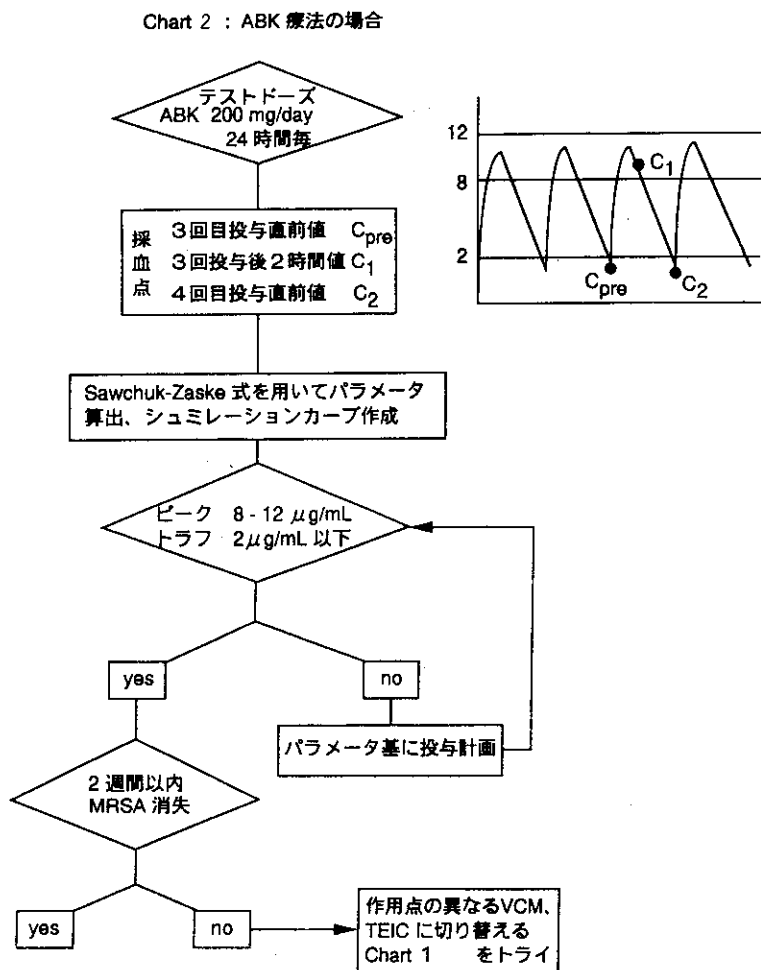 Chart 2 : ABK 療法の場合
テストドーズ
ABK 200 mg/day
24 時間毎
12
8
2
C1
Cpre
C2
採血点
3回目投与直前値 Cpre
3回投与後2時間値 C1
4回目投与直前値 C2
Sawchuk-Zaske 式を用いてパラメータ
算出、シュミレーションカーブ作成
ピーク 8 - 12 μg/mL
トラフ 2μg/mL 以下
yes
no
パラメータ基に投与計画
2 週間以内
MRSA 消失
yes
no
作用点の異なるVCM、
TEIC に切り替える
Chart 1 をトライ